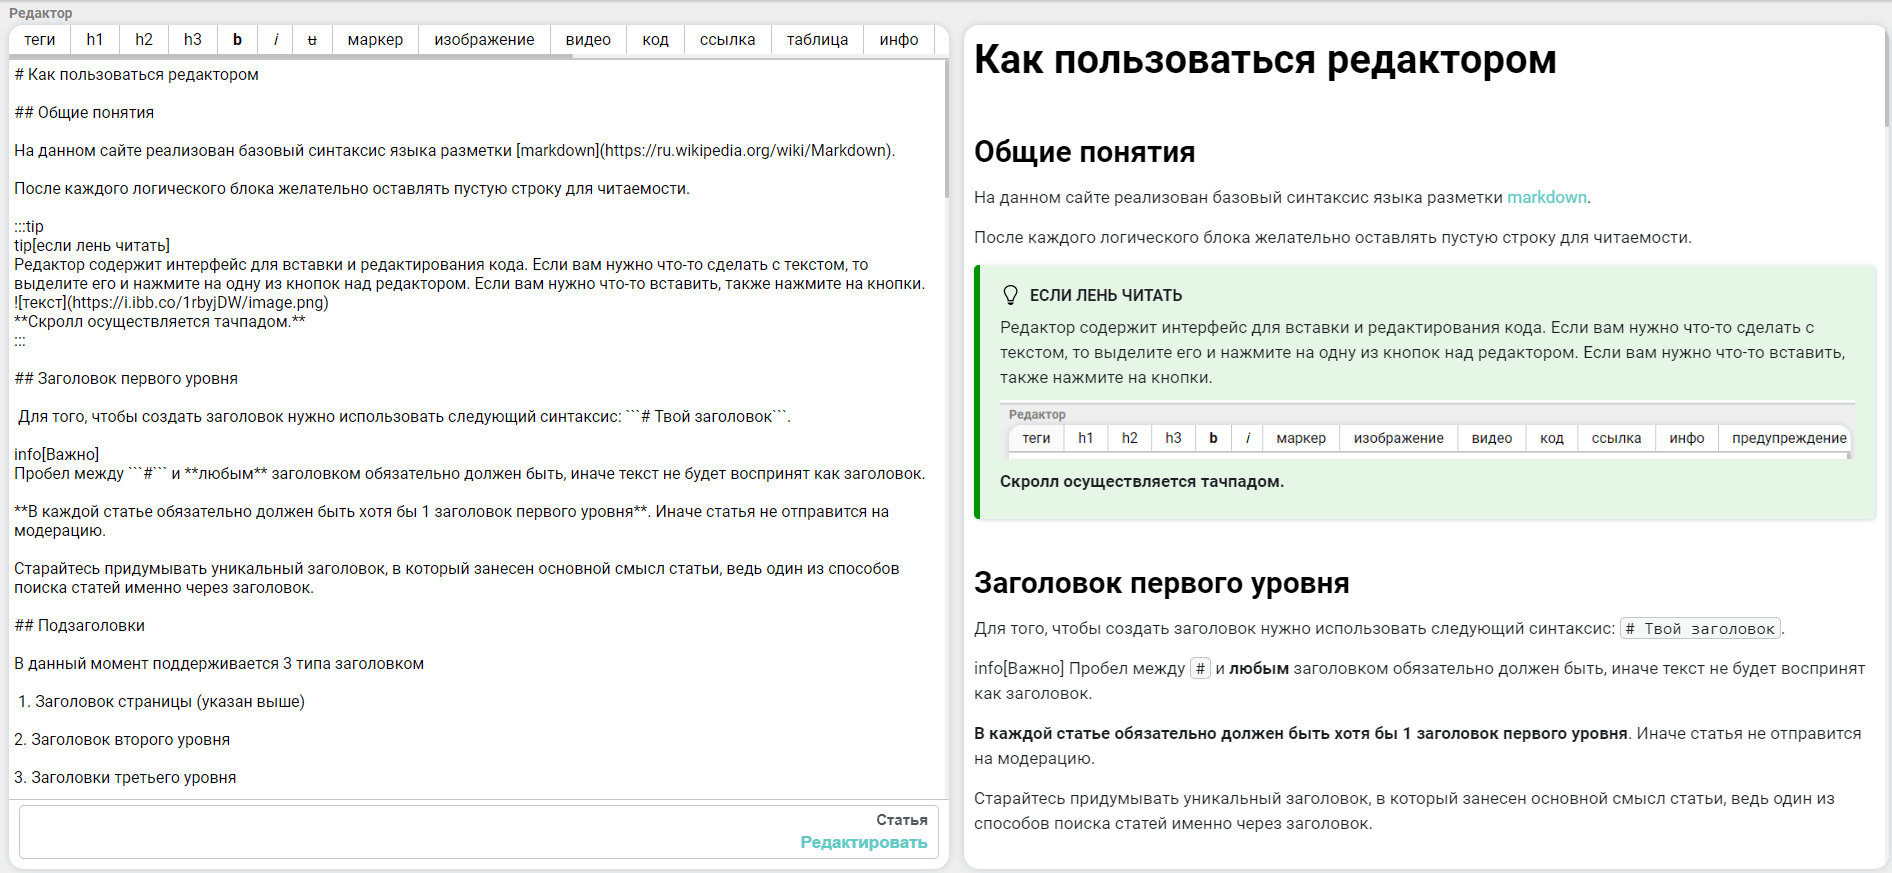 Редактор
теги h1 h2 h3 b i u маркер изображение видео код ссылка таблица инфо
# Как пользоваться редактором
## Общие понятия
На данном сайте реализован базовый синтаксис языка разметки [markdown](https://ru.wikipedia.org/wiki/Markdown).
После каждого логического блока желательно оставлять пустую строку для читаемости.
:::tip
tip[если лень читать]
Редактор содержит интерфейс для вставки и редактирования кода. Если вам нужно что-то сделать с текстом, то
выделите его и нажмите на одну из кнопок над редактором. Если вам нужно что-то вставить, также нажмите на кнопки.
![текст](https://i.ibb.co/1rbyjDW/image.png)
**Скролл осуществляется тачпадом.**
:::
## Заголовок первого уровня
Для того, чтобы создать заголовок нужно использовать следующий синтаксис: ```# Твой заголовок```.
info[Важно]
Пробел между ```#``` и **любым** заголовком обязательно должен быть, иначе текст не будет воспринят как заголовок.
**В каждой статье обязательно должен быть хотя бы 1 заголовок первого уровня**. Иначе статья не отправится на
модерацию.
Старайтесь придумывать уникальный заголовок, в который занесен основной смысл статьи, ведь один из способов
поиска статей именно через заголовок.
## Подзаголовки
В данный момент поддерживается 3 типа заголовком
1. Заголовок страницы (указан выше)
2. Заголовок второго уровня
3. Заголовки третьего уровня
Статья
Редактировать
Как пользоваться редактором
Общие понятия
На данном сайте реализован базовый синтаксис языка разметки markdown.
После каждого логического блока желательно оставлять пустую строку для читаемости.
ЕСЛИ ЛЕНЬ ЧИТАТЬ
Редактор содержит интерфейс для вставки и редактирования кода. Если вам нужно что-то сделать с
текстом, то выделите его и нажмите на одну из кнопок над редактором. Если вам нужно что-то вставить,
также нажмите на кнопки.
Редактор
теги h1 h2 h3 b i маркер изображение видео код ссылка инфо предупреждение
Скролл осуществляется тачпадом.
Заголовок первого уровня
Для того, чтобы создать заголовок нужно использовать следующий синтаксис: # Твой заголовок.
info[Важно] Пробел между # и любым заголовком обязательно должен быть, иначе текст не будет воспринят
как заголовок.
В каждой статье обязательно должен быть хотя бы 1 заголовок первого уровня. Иначе статья не отправится
на модерацию.
Старайтесь придумывать уникальный заголовок, в который занесен основной смысл статьи, ведь один из
способов поиска статей именно через заголовок.